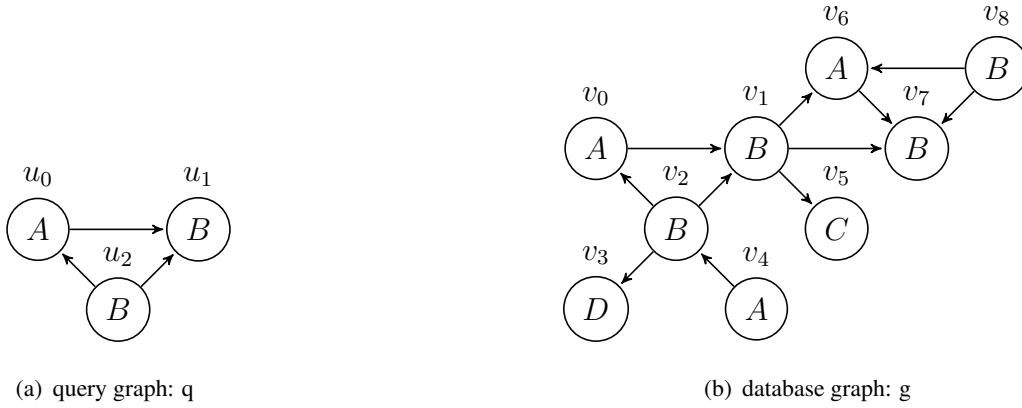 v6 v8
A B
v0 v1 v7
A B B
u0 u1 v2 v5
A B B C
u2 v3 v4
B D A
(a) query graph: q (b) database graph: g